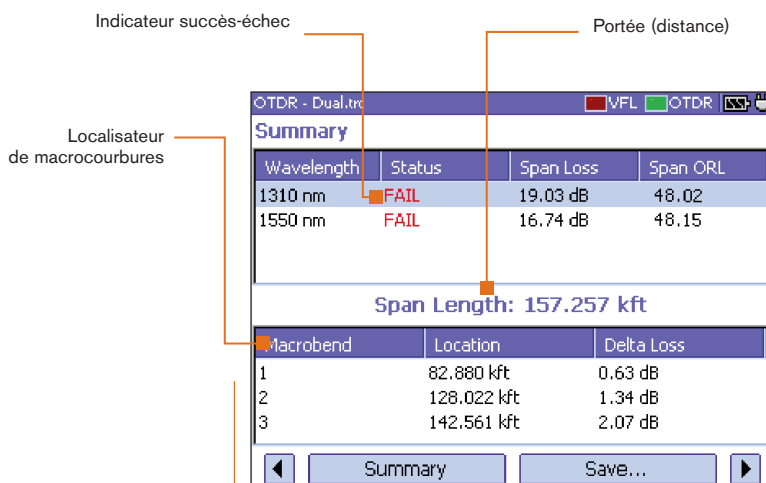 Indicateur succès-échec
Portée (distance)
Localisateur
de macrocourbures
OTDR - Dual.trc VFL OTDR
Summary
Wavelength Status Span Loss Span ORL
1310 nm FAIL 19.03 dB 48.02
1550 nm FAIL 16.74 dB 48.15
Span Length: 157.257 kft
Macrobend Location Delta Loss
1 82.880 kft 0.63 dB
2 128.022 kft 1.34 dB
3 142.561 kft 2.07 dB
Summary Save...